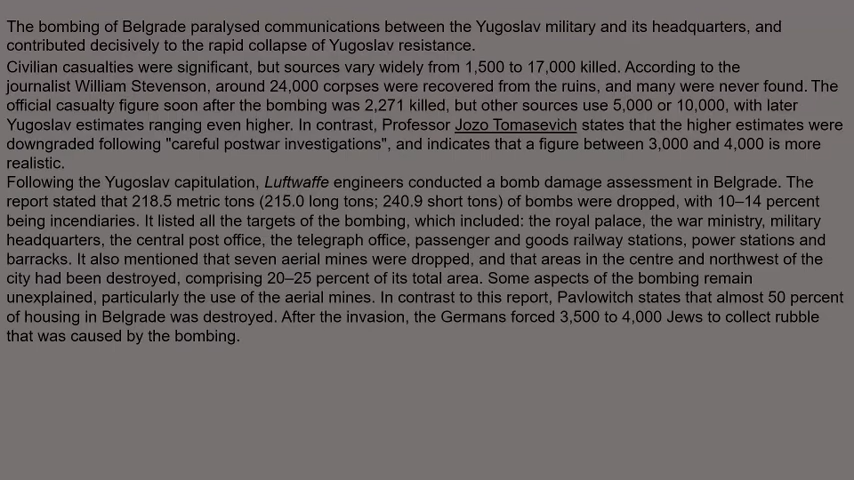 The bombing of Belgrade paralysed communications between the Yugoslav military and its headquarters, and
contributed decisively to the rapid collapse of Yugoslav resistance.
Civilian casualties were significant, but sources vary widely from 1,500 to 17,000 killed. According to the
journalist William Stevenson, around 24,000 corpses were recovered from the ruins, and many were never found. The
official casualty figure soon after the bombing was 2,271 killed, but other sources use 5,000 or 10,000, with later
Yugoslav estimates ranging even higher. In contrast, Professor Jozo Tomasevich states that the higher estimates were
downgraded following "careful postwar investigations", and indicates that a figure between 3,000 and 4,000 is more
realistic.
Following the Yugoslav capitulation, Luftwaffe engineers conducted a bomb damage assessment in Belgrade. The
report stated that 218.5 metric tons (215.0 long tons; 240.9 short tons) of bombs were dropped, with 10–14 percent
being incendiaries. It listed all the targets of the bombing, which included: the royal palace, the war ministry, military
headquarters, the central post office, the telegraph office, passenger and goods railway stations, power stations and
barracks. It also mentioned that seven aerial mines were dropped, and that areas in the centre and northwest of the
city had been destroyed, comprising 20–25 percent of its total area. Some aspects of the bombing remain
unexplained, particularly the use of the aerial mines. In contrast to this report, Pavlowitch states that almost 50 percent
of housing in Belgrade was destroyed. After the invasion, the Germans forced 3,500 to 4,000 Jews to collect rubble
that was caused by the bombing.